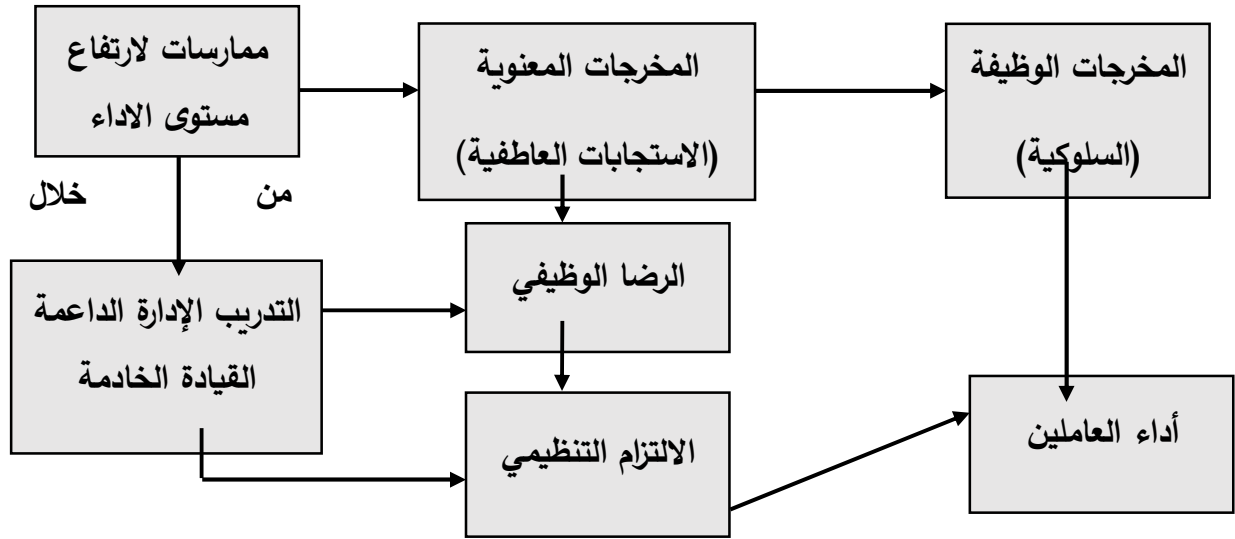 ممارسات لارتفاع
مستوى الاداء
المخرجات المعنوية
(الاستجابات العاطفية)
المخرجات الوظيفة
(السلوكية)
من خلال
التدريب الإدارة الداعمة
القيادة الخادمة
الرضا الوظيفي
الالتزام التنظيمي
أداء العاملين